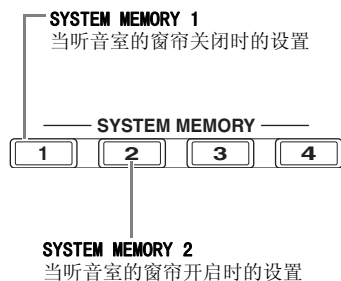 SYSTEM MEMORY 1
当听音室的窗帘关闭时的设置
SYSTEM MEMORY
1 2 3 4
SYSTEM MEMORY 2
当听音室的窗帘开启时的设置